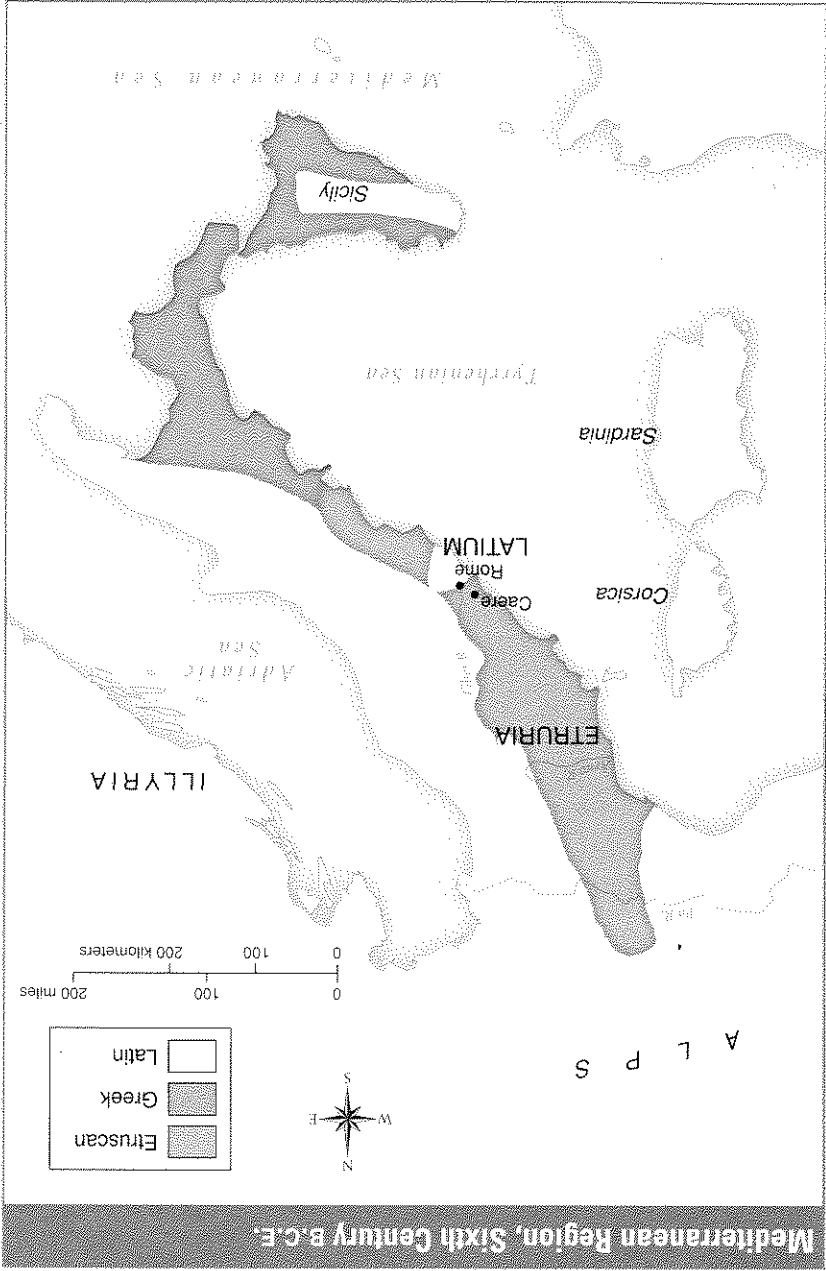 Mediterranean Region, Sixth Century B.C.E.
N
W
E
S
Etruscan
Greek
Latin
A L P S
0 100 200 miles
0 100 200 kilometers
Po R.
ILLYRIA
ETRURIA
Adriatic
Sea
Corsica
Caere
Rome
LATIUM
Sardinia
Tyrrhenian Sea
Sicily
Mediterranean Sea